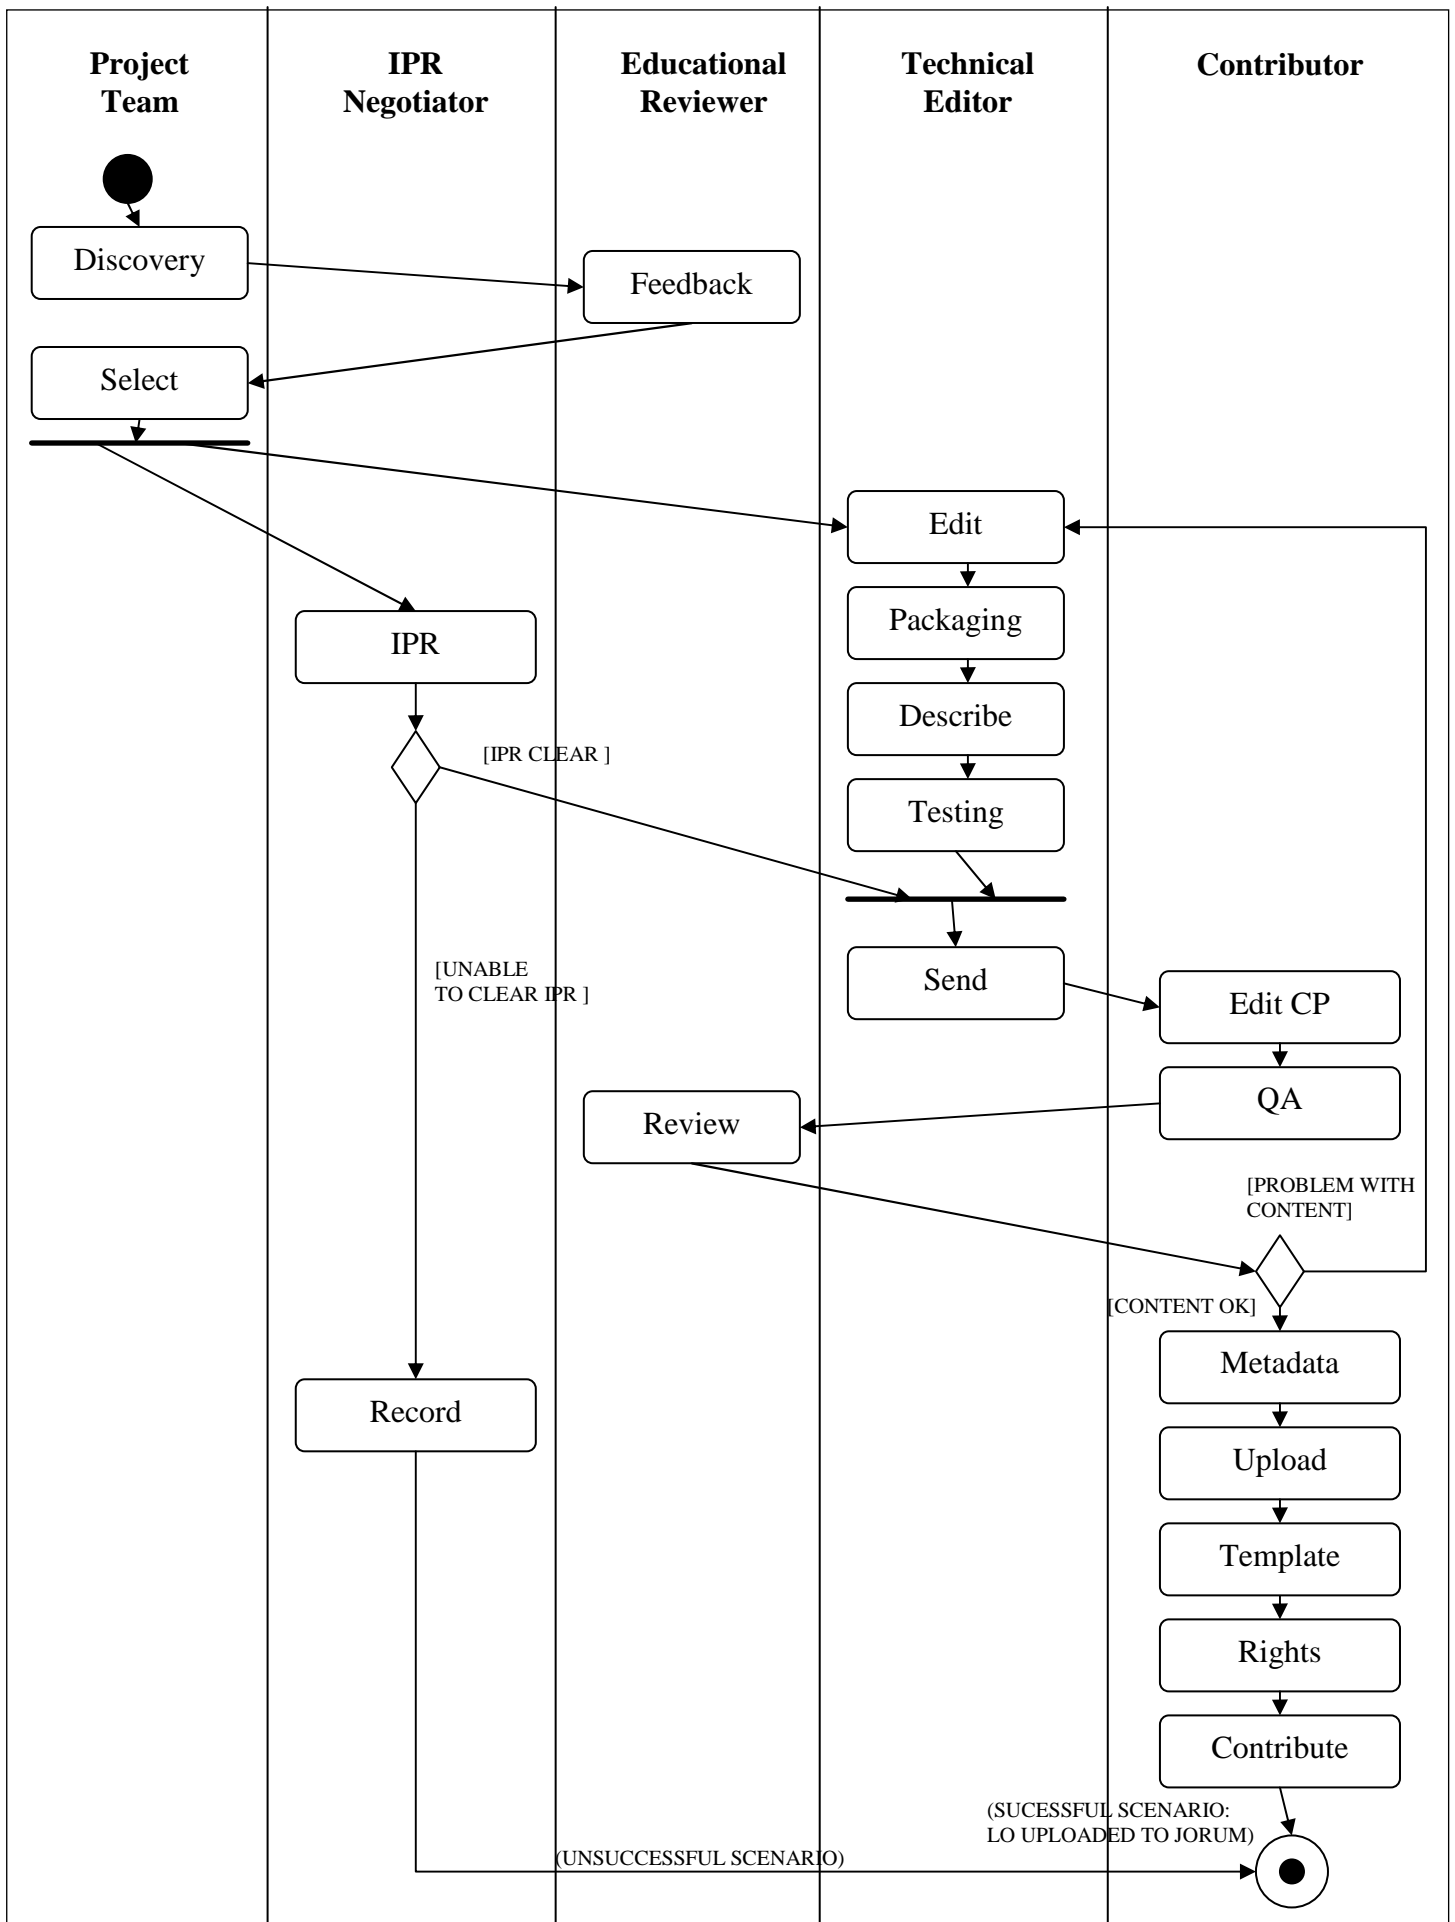 Project
Team
IPR
Negotiator
Educational
Reviewer
Technical
Editor
Contributor
Discovery
Feedback
Select
Edit
Packaging
IPR
Describe
[IPR CLEAR ]
Testing
[UNABLE
TO CLEAR IPR ]
Send
Edit CP
QA
Review
[PROBLEM WITH
CONTENT]
[CONTENT OK]
Metadata
Record
Upload
Template
Rights
Contribute
(SUCESSFUL SCENARIO:
LO UPLOADED TO JORUM)
(UNSUCCESSFUL SCENARIO)